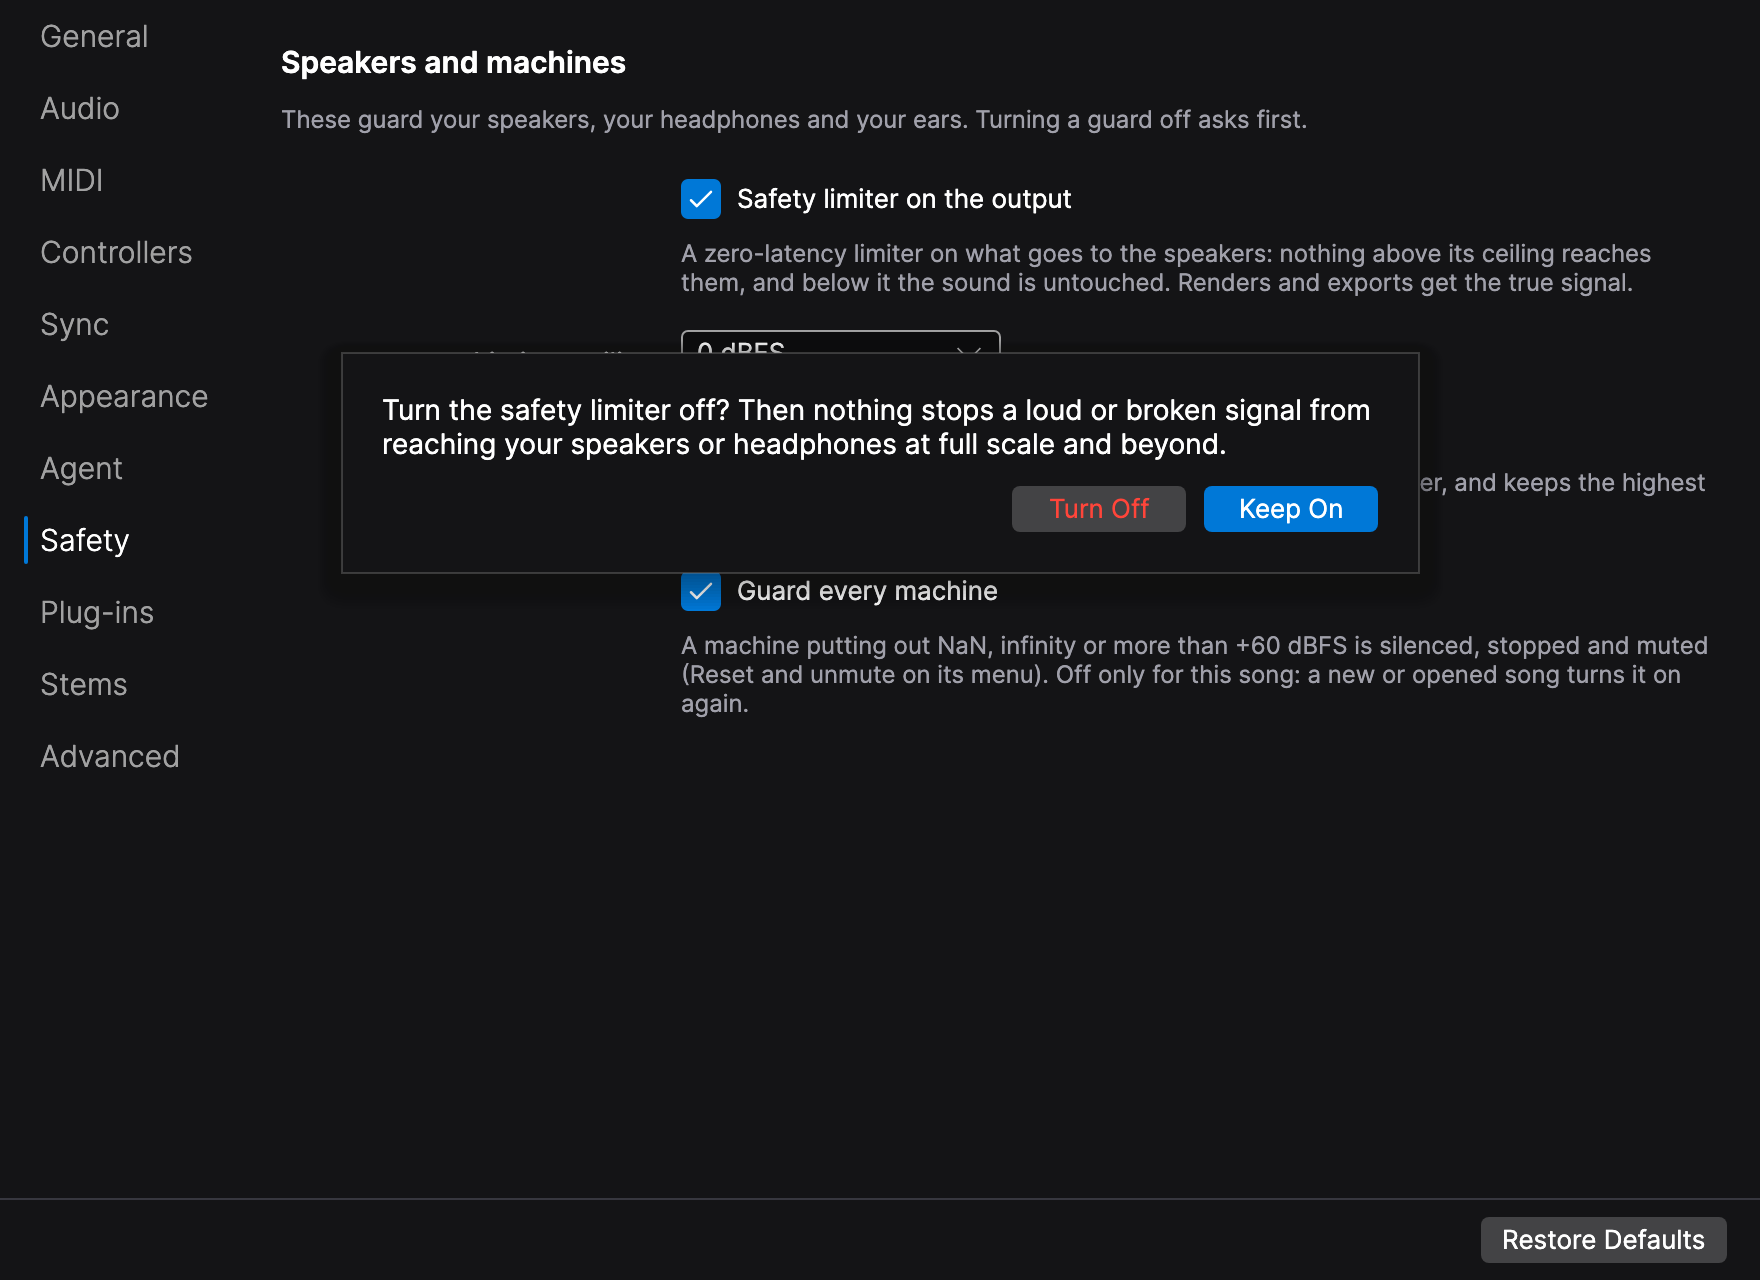 General
Audio
MIDI
Controllers
Sync
Appearance
Agent
Safety
Plug-ins
Stems
Advanced
Speakers and machines
These guard your speakers, your headphones and your ears. Turning a guard off asks first.
Safety limiter on the output
A zero-latency limiter on what goes to the speakers: nothing above its ceiling reaches
them, and below it the sound is untouched. Renders and exports get the true signal.
0 dBFS
Turn the safety limiter off? Then nothing stops a loud or broken signal from
reaching your speakers or headphones at full scale and beyond.
and keeps the highest
Turn Off
Keep On
Guard every machine
A machine putting out NaN, infinity or more than +60 dBFS is silenced, stopped and muted
(Reset and unmute on its menu). Off only for this song: a new or opened song turns it on
again.
Restore Defaults